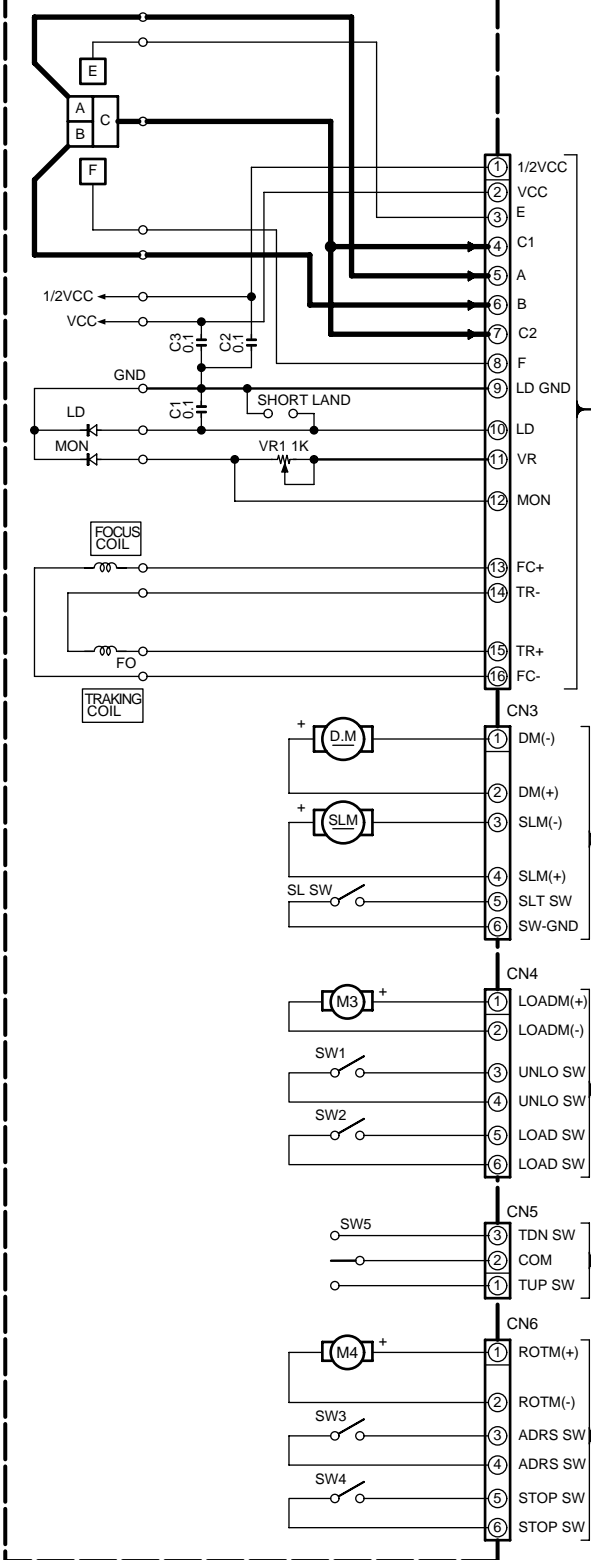 E
A
B
C
F
1/2VCC
VCC
C3
0.1
C2
0.1
GND
C1
0.1
SHORT LAND
LD
MON
VR1 1K
FOCUS
COIL
FO
TRAKING
COIL
1 1/2VCC
2 VCC
3 E
4 C1
5 A
6 B
7 C2
8 F
9 LD GND
10 LD
11 VR
12 MON
13 FC+
14 TR-
15 TR+
16 FC-
CN3
+ D.M
1 DM(-)
2 DM(+)
+ SLM
3 SLM(-)
4 SLM(+)
SL SW
5 SLT SW
6 SW-GND
CN4
M3 +
1 LOADM(+)
2 LOADM(-)
SW1
3 UNLO SW
4 UNLO SW
SW2
5 LOAD SW
6 LOAD SW
CN5
SW5
3 TDN SW
2 COM
1 TUP SW
CN6
M4 +
1 ROTM(+)
2 ROTM(-)
SW3
3 ADRS SW
4 ADRS SW
SW4
5 STOP SW
6 STOP SW